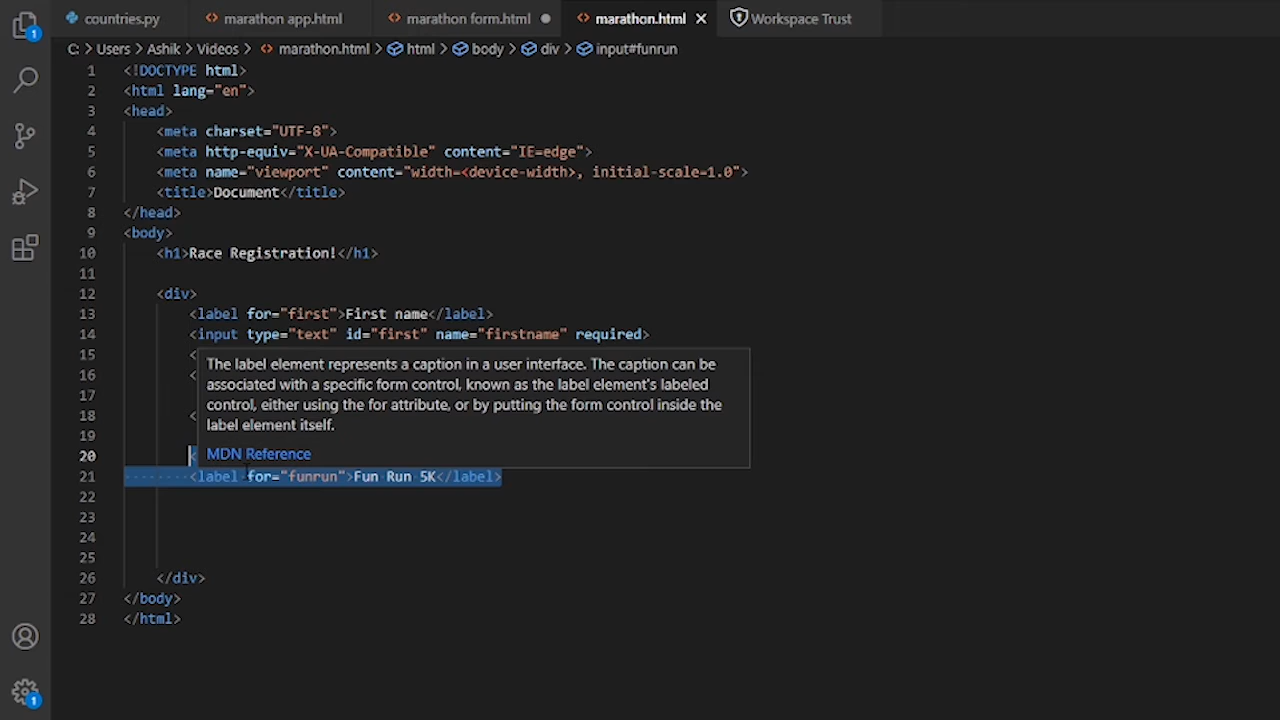 countries.py
marathon app.html
marathon form.html
marathon.html
Workspace Trust
1
C: > Users > Ashik > Videos > marathon.html > html > body > div > input#funrun
1 <!DOCTYPE html>
2 <html lang="en">
3 <head>
4 <meta charset="UTF-8">
5 <meta http-equiv="X-UA-Compatible" content="IE=edge">
6 <meta name="viewport" content="width=<device-width>, initial-scale=1.0">
7 <title>Document</title>
8 </head>
9 <body>
10 <h1>Race Registration!</h1>
11
12 <div>
13 <label for="first">First name</label>
14 <input type="text" id="first" name="firstname" required>
15 <
The label element represents a caption in a user interface. The caption can be
16 <
associated with a specific form control, known as the label element's labeled
17
control, either using the for attribute, or by putting the form control inside the
18 <
label element itself.
19
20 <
MDN Reference
21 <label for="funrun">Fun Run 5K</label>
22
23
24
25
26 </div>
27 </body>
28 </html>
1